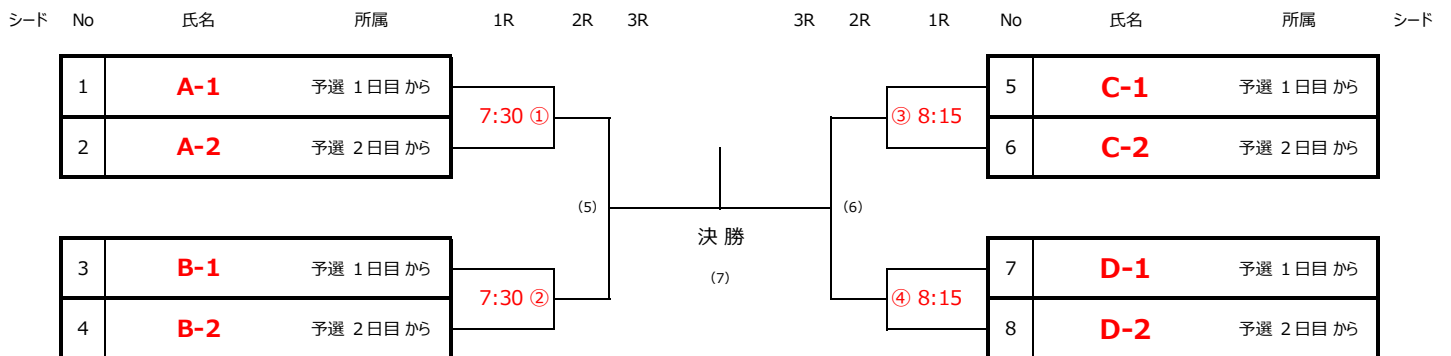 シード No 氏名 所属 1R 2R 3R 3R 2R 1R No 氏名 所属 シード
1 A-1 予選 1日目 から
7:30 ①
2 A-2 予選 2日目 から
5 C-1 予選 1日目 から
③ 8:15
6 C-2 予選 2日目 から
(5)
(6)
決 勝
(7)
3 B-1 予選 1日目 から
7:30 ②
4 B-2 予選 2日目 から
7 D-1 予選 1日目 から
④ 8:15
8 D-2 予選 2日目 から